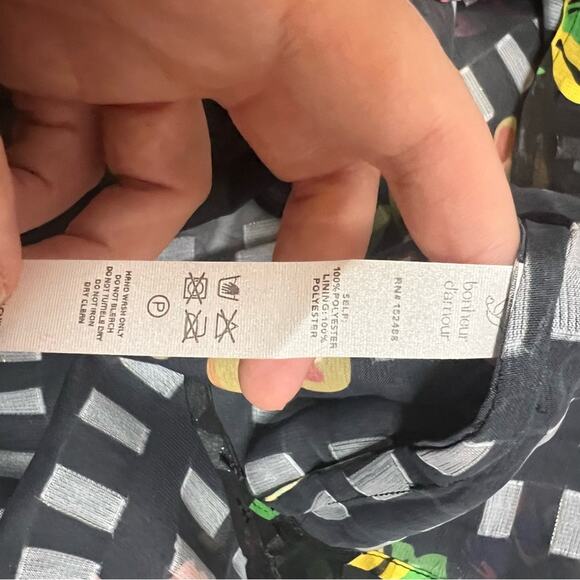 bonheur
d'amour
RN# 152488
SELF:
100% POLYESTER
LINING: 100%
POLYESTER
P
HAND WASH ONLY
DO NOT BLEACH
DO NOT TUMBLE DRY
DO NOT IRON
DRY CLEAN